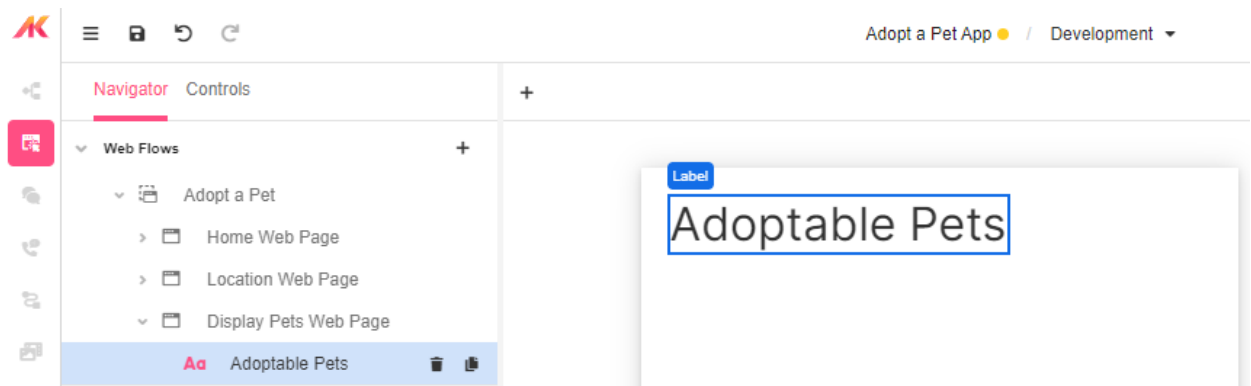 Adopt a Pet App / Development
Navigator Controls
Web Flows
Label
Adopt a Pet
Adoptable Pets
Home Web Page
Location Web Page
Display Pets Web Page
Aa Adoptable Pets